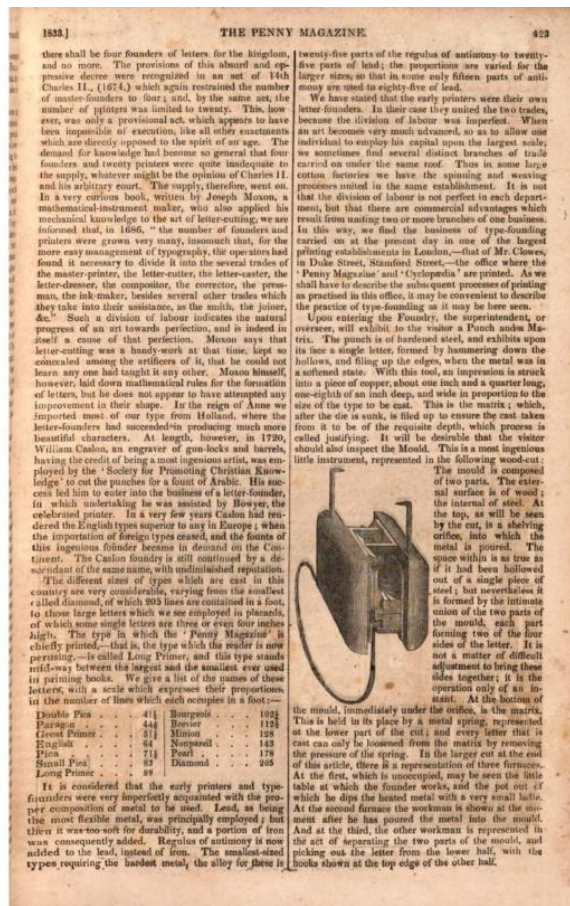 1833.] THE PENNY MAGAZINE. 423
there shall be four founders of letters for the kingdom,
and no more. The provisions of this absurd and op-
pressive decree were recognized in an act of 14th
Charles II., (1674,) which again restrained the number
of master-founders to four; and, by the same act, the
number of printers was limited to twenty. This, how
ever, was only a provisional act, which appears to have
been impossible of execution, like all other enactments
which are directly opposed to the spirit of an age. The
demand for knowledge had become so general that four
founders and twenty printers were quite inadequate to
the supply, whatever might be the opinion of Charles II.
and his arbitrary court. The supply, therefore, went on.
In a very curious book, written by Joseph Moxon, a
mathematical-instrument maker, who also applied his
mechanical knowledge to the art of letter-cutting, we are
informed that, in 1686, “ the number of founders and
printers were grown very many, insomuch that, for the
more easy management of typography, the operators had
found it necessary to divide it into the several trades of
the master-printer, the letter-cutter, the letter-caster, the
letter-dresser, the compositor, the corrector, the press-
man, the ink-maker, besides several other trades which
they take into their assistance, as the smith, the joiner,
&c.” Such a division of labour indicates the natural
progress of an art towards perfection, and is indeed in
itself a cause of that perfection. Moxon says that
letter-cutting was a handy-work at that time, kept so
concealed among the artificers of it, that he could not
learn any one had taught it any other. Moxon himself,
however, laid down mathematical rules for the formation
of letters, but he does not appear to have attempted any
improvement in their shape. In the reign of Anne we
imported most of our type from Holland, where the
letter-founders had succeeded in producing much more
beautiful characters. At length, however, in 1720,
William Caslon, an engraver of gun-locks and barrels,
having the credit of being a most ingenious artist, was em-
ployed by the ‘ Society for Promoting Christian Know-
ledge’ to cut the punches for a fount of Arabic. His suc-
cess led him to enter into the business of a letter-founder,
in which undertaking he was assisted by Bowyer, the
celebrated printer. In a very few years Caslon had ren-
dered the English types superior to any in Europe ; when
the importation of foreign types ceased, and the founts of
this ingenious founder became in demand on the Con-
tinent. The Caslon foundry is still continued by a de-
scendant of the same name, with undiminished reputation.
The different sizes of types which are cast in this
country are very considerable, varying from the smallest
called diamond, of which 205 lines are contained in a foot,
to those large letters which we see employed in placards,
of which some single letters are three or even four inches
high. The type in which the ‘ Penny Magazine’ is
chiefly printed,—that is, the type which the reader is now
perusing,—is called Long Primer, and this type stands
mid-way between the largest and the smallest ever used
in printing books. We give a list of the names of these
letters, with a scale which expresses their proportions,
in the number of lines which each occupies in a foot:—
Double Pica . . 41½ Bourgeois . . 102½
Paragon . . 44½ Brevier . . 112½
Great Primer . . 51½ Minion . . 128
English . . 64 Nonpareil . . 143
Pica . . 71½ Pearl . . 178
Small Pica . . 83 Diamond . . 205
Long Primer . . 89
It is considered that the early printers and type-
founders were very imperfectly acquainted with the pro-
per composition of metal to be used. Lead, as being
the most flexible metal, was principally employed ; but
then it was too soft for durability, and a portion of iron
was consequently added. Regulus of antimony is now
added to the lead, instead of iron. The smallest-sized
types requiring the hardest metal, the alloy for these is
twenty-five parts of the regulus of antimony to twenty-
five parts of lead ; the proportions are varied for the
larger sizes, so that in some only fifteen parts of anti-
mony are used to eighty-five of lead.
We have stated that the early printers were their own
letter-founders. In their case they united the two trades,
because the division of labour was imperfect. When
an art becomes very much advanced, so as to allow one
individual to employ his capital upon the largest scale,
we sometimes find several distinct branches of trade
carried on under the same roof. Thus in some large
cotton factories we have the spinning and weaving
processes united in the same establishment. It is not
that the division of labour is not perfect in each depart-
ment, but that there are commercial advantages which
result from uniting two or more branches of one business.
In this way, we find the business of type-founding
carried on at the present day in one of the largest
printing establishments in London,—that of Mr. Clowes,
in Duke Street, Stamford Street,—the office where the
‘ Penny Magazine’ and ‘ Cyclopædia’ are printed. As we
shall have to describe the subsequent processes of printing
as practised in this office, it may be convenient to describe
the practice of type-founding as it may be here seen.
Upon entering the Foundry, the superintendent, or
overseer, will exhibit to the visitor a Punch and a Ma-
trix. The punch is of hardened steel, and exhibits upon
its face a single letter, formed by hammering down the
hollows, and filing up the edges, when the metal was in
a softened state. With this tool, an impression is struck
into a piece of copper, about one inch and a quarter long,
one-eighth of an inch deep, and wide in proportion to the
size of the type to be cast. This is the matrix ; which,
after the die is sunk, is filed up to ensure the cast taken
from it to be of the requisite depth, which process is
called justifying. It will be desirable that the visitor
should also inspect the Mould. This is a most ingenious
little instrument, represented in the following wood-cut:
The mould is composed
of two parts. The exter-
nal surface is of wood ;
the internal of steel. At
the top, as will be seen
by the cut, is a shelving
orifice, into which the
metal is poured. The
space within is as true as
if it had been hollowed
out of a single piece of
steel ; but nevertheless it
is formed by the intimate
union of the two parts of
the mould, each part
forming two of the four
sides of the letter. It is
not a matter of difficult
adjustment to bring these
sides together; it is the
operation only of an in-
stant. At the bottom of
the mould, immediately under the orifice, is the matrix.
This is held in its place by a metal spring, represented
at the lower part of the cut ; and every letter that is
cast can only be loosened from the matrix by removing
the pressure of the spring. In the larger cut at the end
of this article, there is a representation of three furnaces.
At the first, which is unoccupied, may be seen the little
table at which the founder works, and the pot out of
which he dips the heated metal with a very small ladle.
At the second furnace the workman is shown at the mo-
ment after he has poured the metal into the mould.
And at the third, the other workman is represented in
the act of separating the two parts of the mould, and
picking out the letter from the lower half, with the
hooks shown at the top edge of the other half.